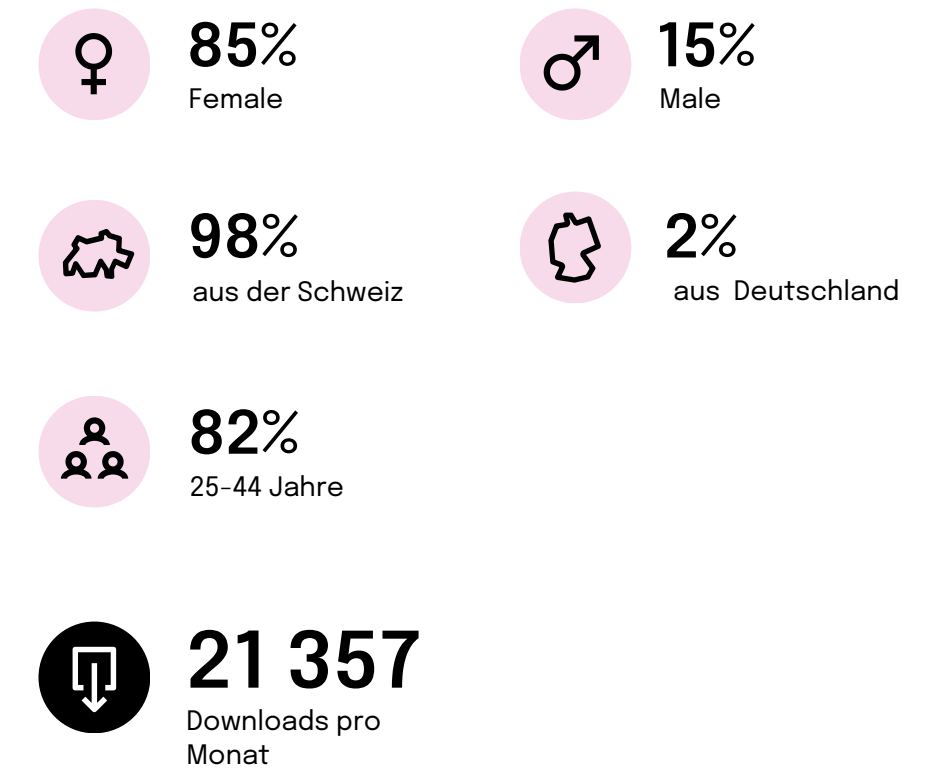 85%
Female
15%
Male
98%
aus der Schweiz
2%
aus Deutschland
82%
25-44 Jahre
21 357
Downloads pro
Monat